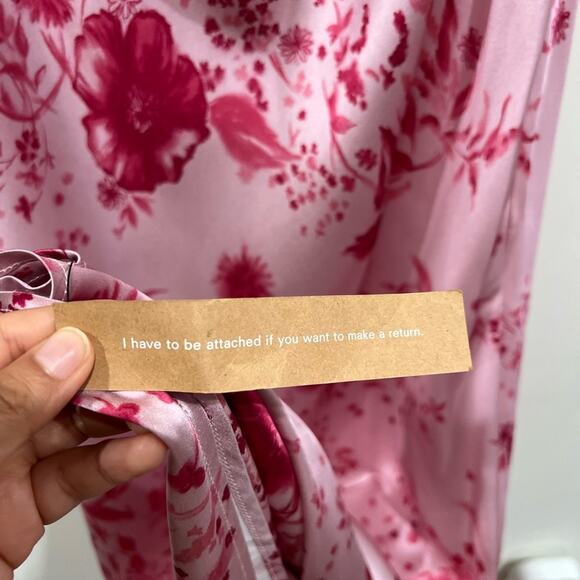 I have to be attached if you want to make a return.